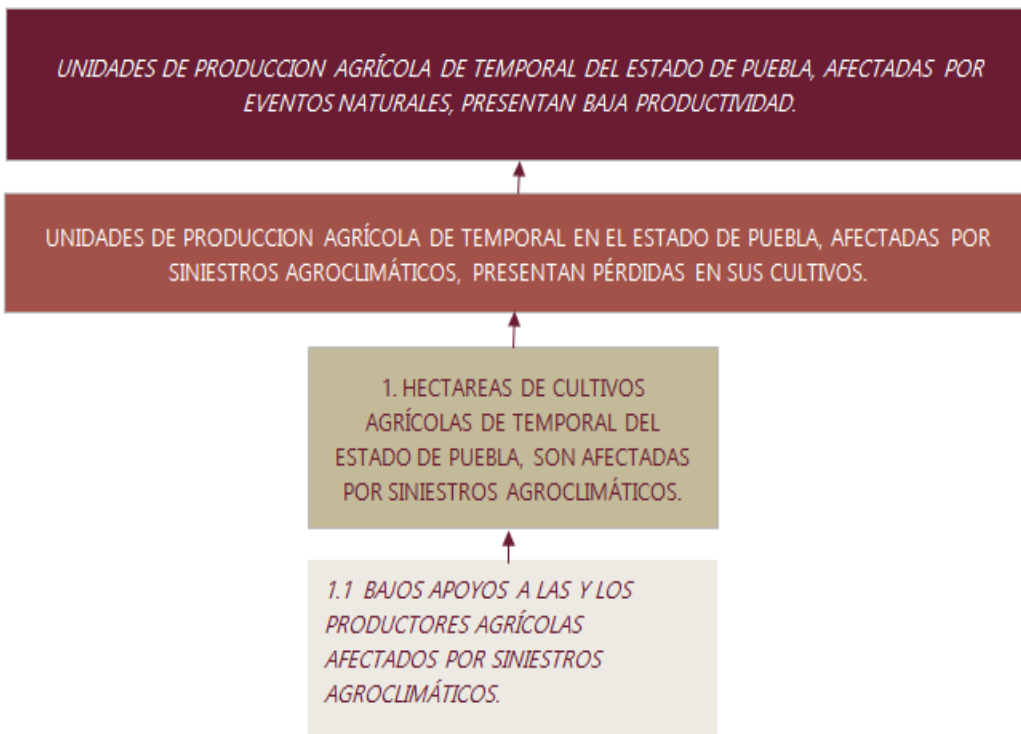 UNIDADES DE PRODUCCION AGRÍCOLA DE TEMPORAL DEL ESTADO DE PUEBLA, AFECTADAS POR
EVENTOS NATURALES, PRESENTAN BAJA PRODUCTIVIDAD.
UNIDADES DE PRODUCCION AGRÍCOLA DE TEMPORAL EN EL ESTADO DE PUEBLA, AFECTADAS POR
SINIESTROS AGROCLIMÁTICOS, PRESENTAN PÉRDIDAS EN SUS CULTIVOS.
1. HECTAREAS DE CULTIVOS
AGRÍCOLAS DE TEMPORAL DEL
ESTADO DE PUEBLA, SON AFECTADAS
POR SINIESTROS AGROCLIMÁTICOS.
1.1 BAJOS APOYOS A LAS Y LOS
PRODUCTORES AGRÍCOLAS
AFECTADOS POR SINIESTROS
AGROCLIMÁTICOS.